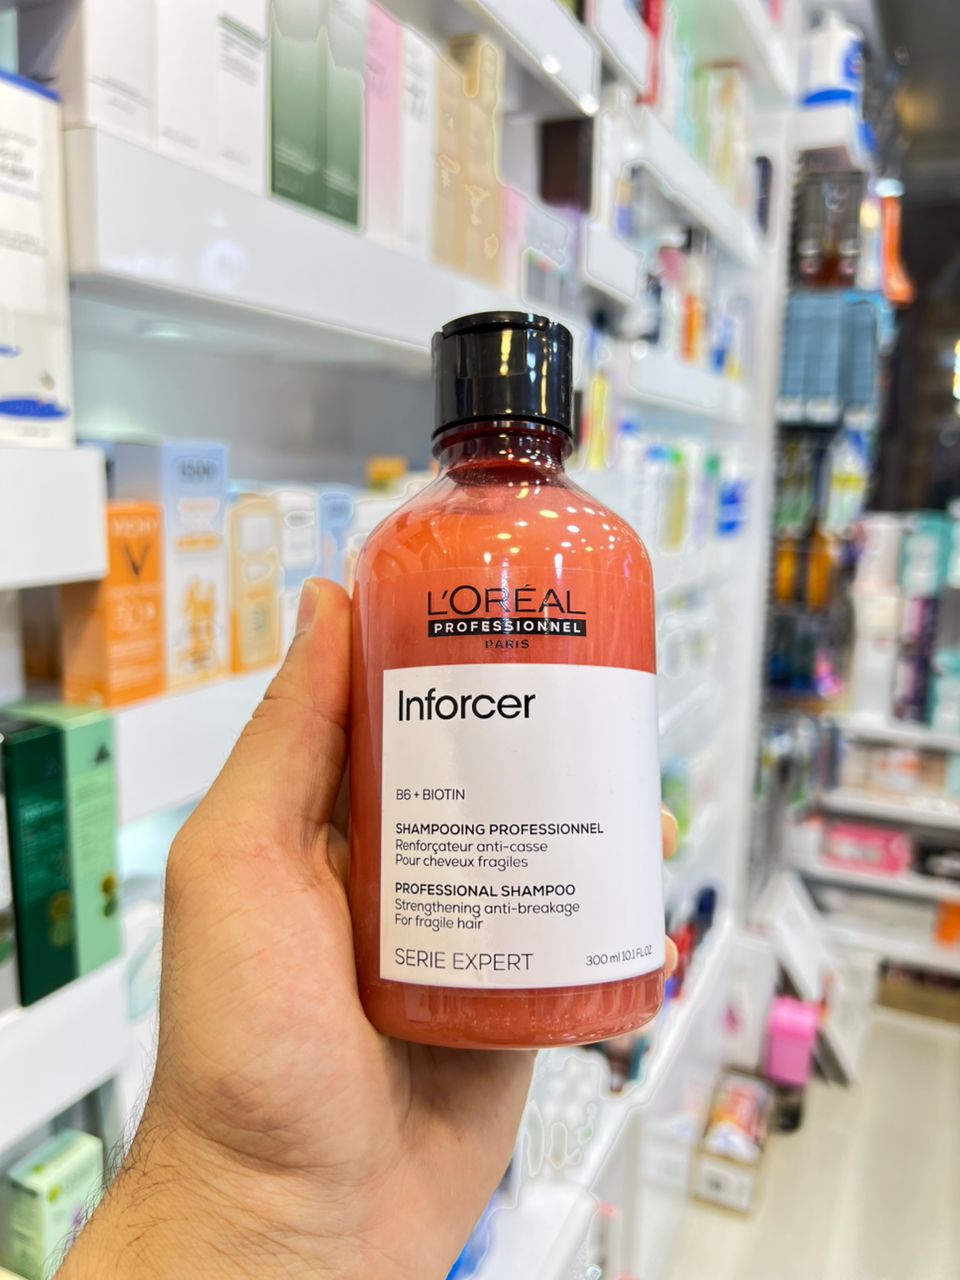 L'ORÉAL
PROFESSIONNEL
PARIS
Inforcer
B6 + BIOTIN
SHAMPOOING PROFESSIONNEL
Renforçateur anti-casse
Pour cheveux fragiles
PROFESSIONAL SHAMPOO
Strengthening anti-breakage
For fragile hair
SERIE EXPERT
300 ml 10.1 FL.OZ
VICHY